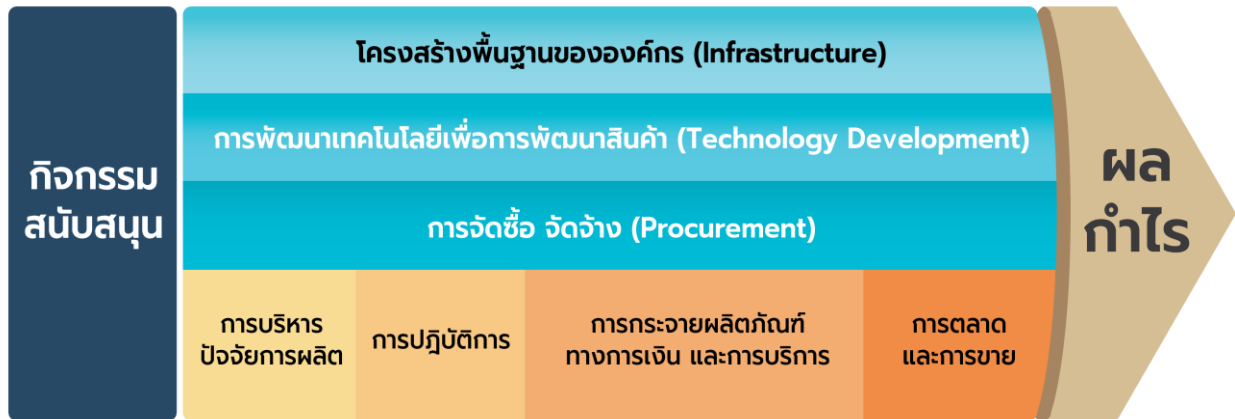 กิจกรรม
สนับสนุน
โครงสร้างพื้นฐานขององค์กร (Infrastructure)
การพัฒนาเทคโนโลยีเพื่อการพัฒนาสินค้า (Technology Development)
การจัดซื้อ จัดจ้าง (Procurement)
การบริหาร
ปัจจัยการผลิต
การปฎิบัติการ
การกระจายผลิตภัณฑ์
ทางการเงิน และการบริการ
การตลาด
และการขาย
ผล
กำไร